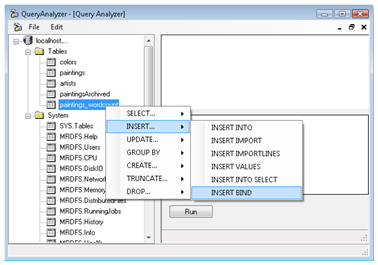 QueryAnalyzer - [Query Analyzer]
File Edit
localhost,...
Tables
colors
paintings
artists
paintingsArchived
paintings_wordcount
System
SYS.Tables
MRDFS.Help
MRDFS.Users
MRDFS.CPU
MRDFS.DiskIO
MRDFS.Network
MRDFS.Memory
MRDFS.DistributedFiles
MRDFS.RunningJobs
MRDFS.History
MRDFS.Info
MRDFS.Health
SELECT...
INSERT...
UPDATE...
GROUP BY
CREATE...
TRUNCATE...
DROP...
INSERT INTO
INSERT IMPORT
INSERT IMPORTLINES
INSERT VALUES
INSERT INTO SELECT
INSERT BIND
Run